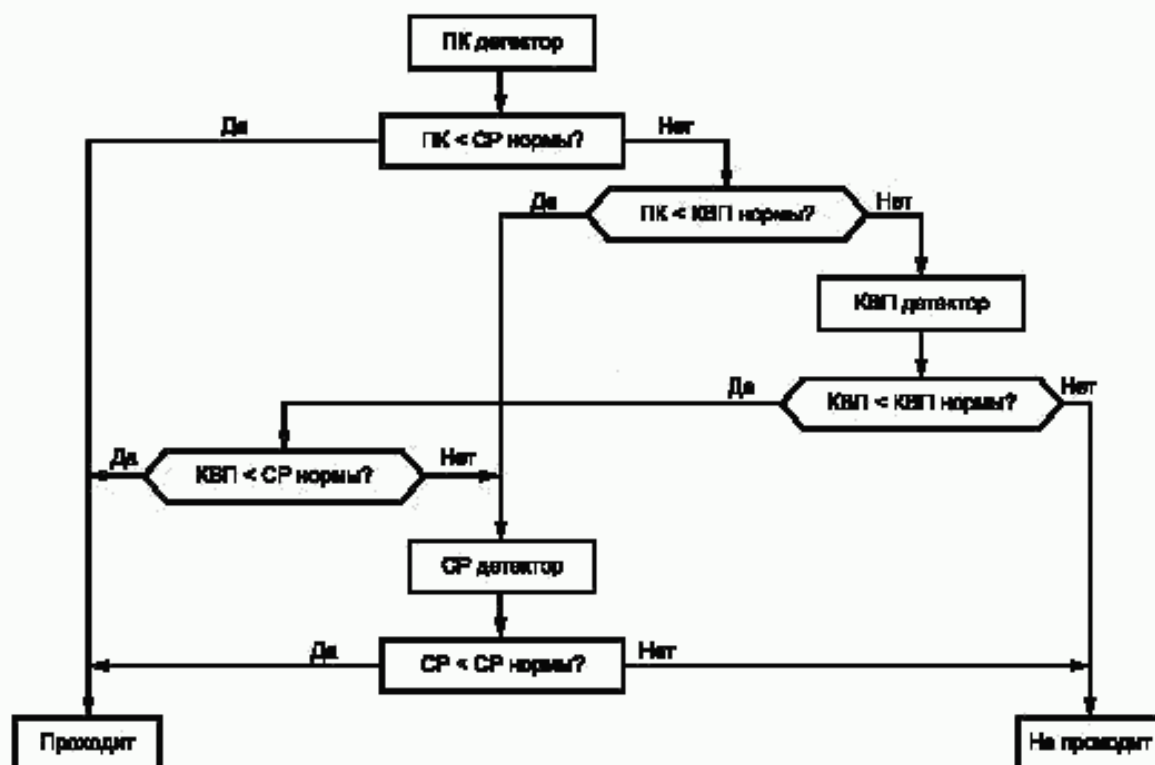 ПК детектор
Да
ПК < СР нормы?
Нет
Да
ПК < КВП нормы?
Нет
КВП детектор
Да
КВП < КВП нормы?
Нет
Да
КВП < СР нормы?
Нет
СР детектор
Да
СР < СР нормы?
Нет
Проходит
Не проходит